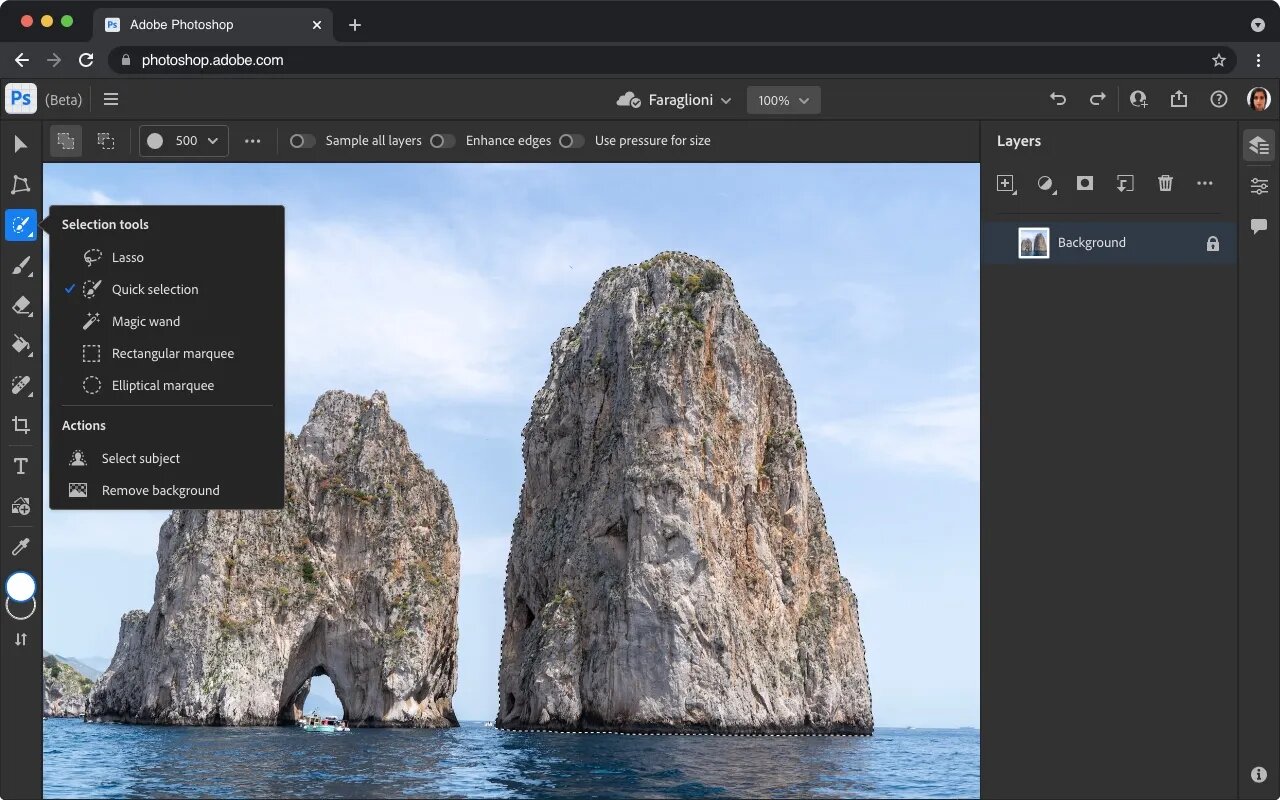 Ps Adobe Photoshop
photoshop.adobe.com
Ps (Beta) Faraglioni 100%
500 Sample all layers Enhance edges Use pressure for size
Layers
Background
Selection tools
Lasso
Quick selection
Magic wand
Rectangular marquee
Elliptical marquee
Actions
Select subject
Remove background